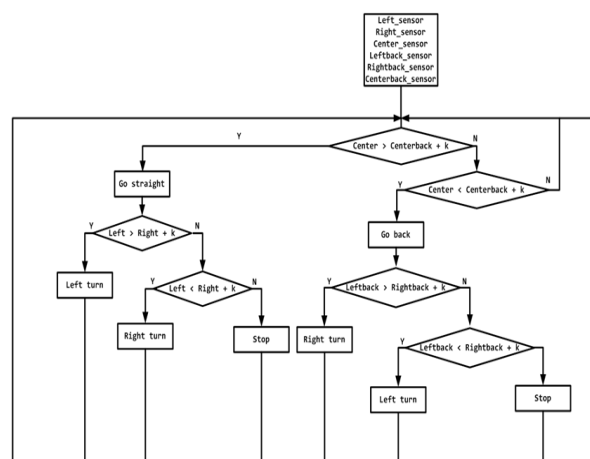 Left_sensor
Right_sensor
Center_sensor
Leftback_sensor
Rightback_sensor
Centerback_sensor
Y
Center > Centerback + k
N
Go straight
Y
Center < Centerback + k
N
Y
Left > Right + k
N
Go back
Left turn
Y
Left < Right + k
N
Y
Leftback > Rightback + k
N
Right turn
Stop
Right turn
Y
Leftback < Rightback + k
N
Left turn
Stop